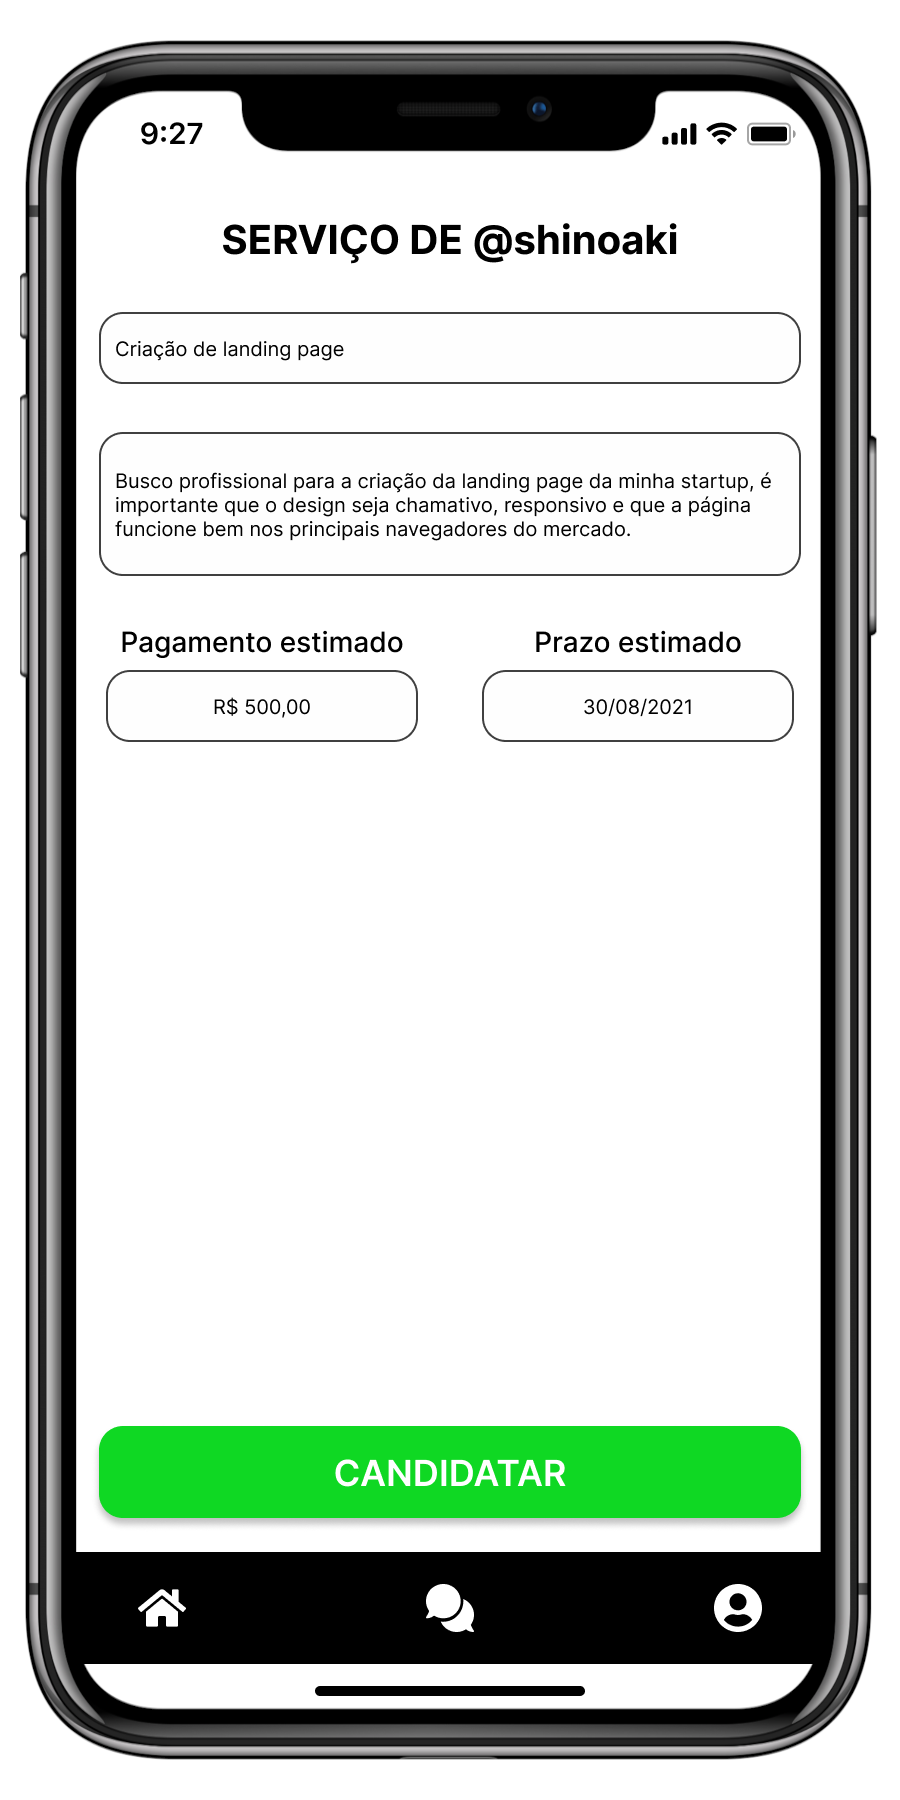 9:27
SERVIÇO DE @shinoaki
Criação de landing page
Busco profissional para a criação da landing page da minha startup, é
importante que o design seja chamativo, responsivo e que a página
funcione bem nos principais navegadores do mercado.
Pagamento estimado
Prazo estimado
R$ 500,00
30/08/2021
CANDIDATAR